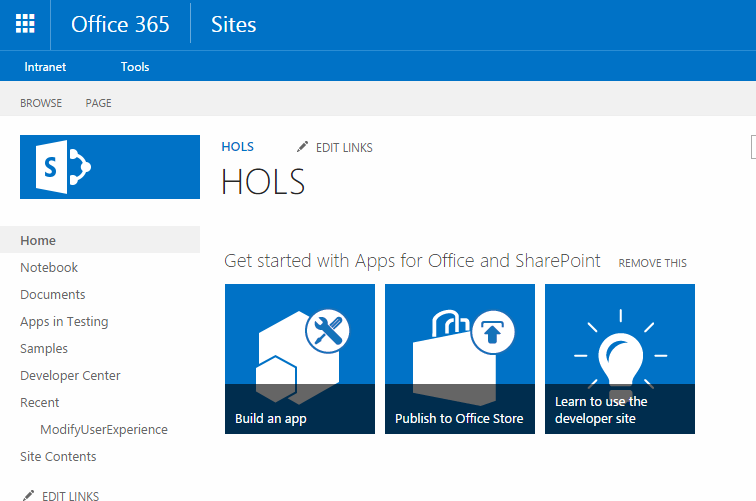 Office 365
Sites
Intranet
Tools
BROWSE
PAGE
S
HOLS
EDIT LINKS
HOLS
Home
Notebook
Documents
Apps in Testing
Samples
Developer Center
Recent
ModifyUserExperience
Site Contents
EDIT LINKS
Get started with Apps for Office and SharePoint
REMOVE THIS
Build an app
Publish to Office Store
Learn to use the
developer site